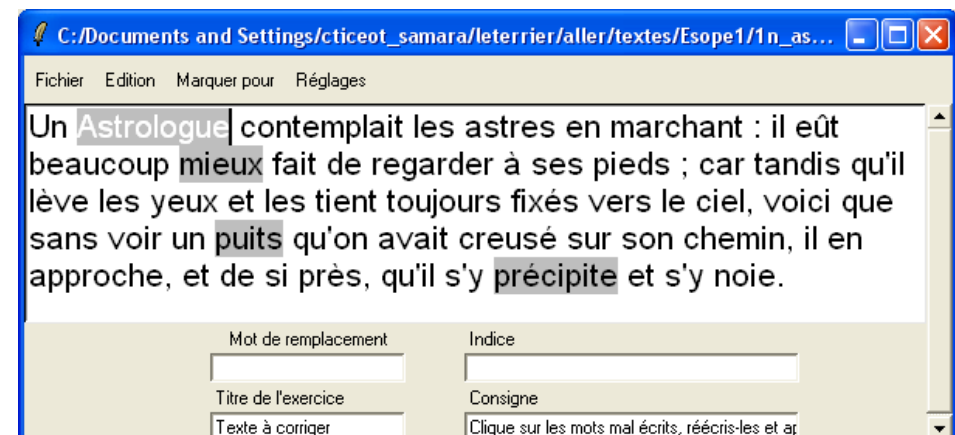 C:/Documents and Settings/cticeot_samara/leterrier/aller/textes/Esope1/1n_as...
Fichier Edition Marquer pour Réglages
Un Astrologue contemplait les astres en marchant : il eût
beaucoup mieux fait de regarder à ses pieds ; car tandis qu'il
lève les yeux et les tient toujours fixés vers le ciel, voici que
sans voir un puits qu'on avait creusé sur son chemin, il en
approche, et de si près, qu'il s'y précipite et s'y noie.
Mot de remplacement Indice
Titre de l'exercice Consigne
Texte à corriger Clique sur les mots mal écrits, réécris-les et ap